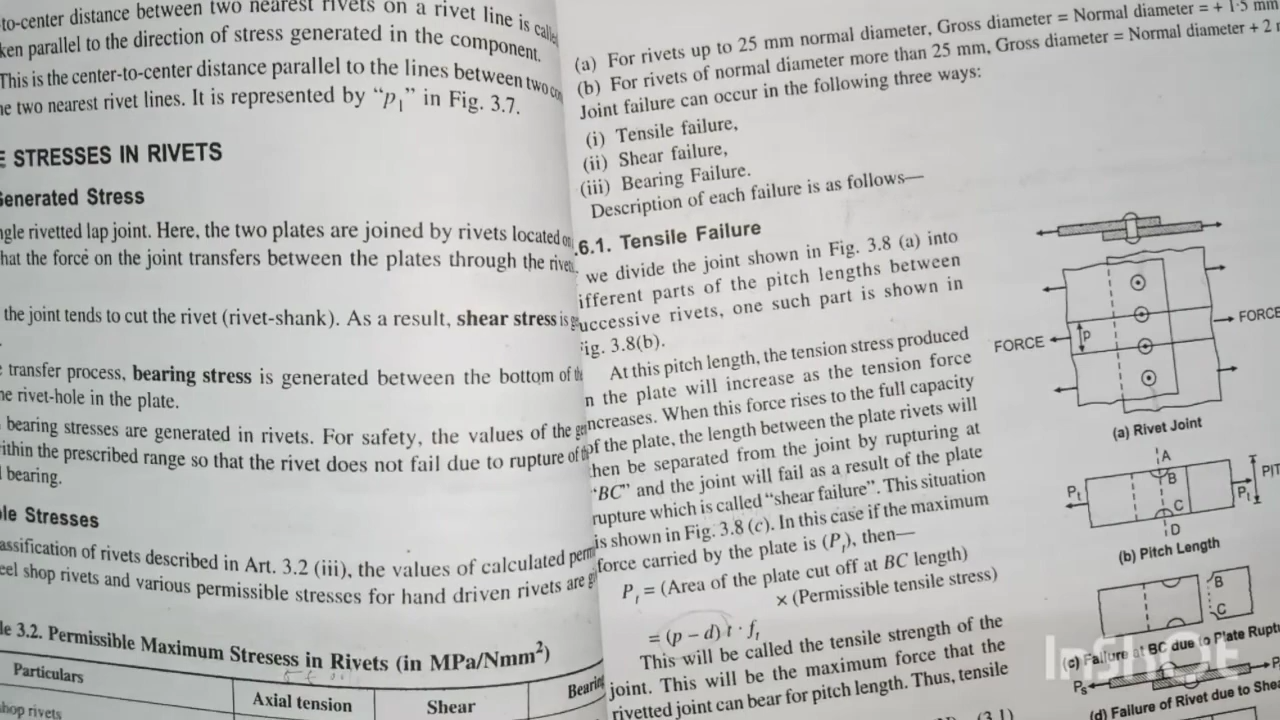 to-center distance between two nearest rivets on a rivet line is
ken parallel to the direction of stress generated in the component.
This is the center-to-center distance parallel to the lines between two
he two nearest rivet lines. It is represented by “p₁” in Fig. 3.7.
STRESSES IN RIVETS
Generated Stress
ngle rivetted lap joint. Here, the two plates are joined by rivets located on
hat the force on the joint transfers between the plates through the
the joint tends to cut the rivet (rivet-shank). As a result, shear stress is
transfer process, bearing stress is generated between the bottom of
he rivet-hole in the plate.
bearing stresses are generated in rivets. For safety, the values of the
ithin the prescribed range so that the rivet does not fail due to rupture of
bearing.
le Stresses
assification of rivets described in Art. 3.2 (iii), the values of calculated
eel shop rivets and various permissible stresses for hand driven rivets are
le 3.2. Permissible Maximum Stresess in Rivets (in MPa/Nmm²)
Particulars
Axial tension
Shear
Bearing
hop rivets
(a) For rivets up to 25 mm normal diameter, Gross diameter = Normal diameter = + 1·5 mm
(b) For rivets of normal diameter more than 25 mm, Gross diameter = Normal diameter + 2
Joint failure can occur in the following three ways:
(i) Tensile failure,
(ii) Shear failure,
(iii) Bearing Failure.
Description of each failure is as follows—
.6.1. Tensile Failure
we divide the joint shown in Fig. 3.8 (a) into
ifferent parts of the pitch lengths between
uccessive rivets, one such part is shown in
ig. 3.8(b).
At this pitch length, the tension stress produced
n the plate will increase as the tension force
ncreases. When this force rises to the full capacity
of the plate, the length between the plate rivets will
then be separated from the joint by rupturing at
“BC” and the joint will fail as a result of the plate
rupture which is called “shear failure”. This situation
is shown in Fig. 3.8 (c). In this case if the maximum
force carried by the plate is (Pₜ), then—
Pₜ = (Area of the plate cut off at BC length)
× (Permissible tensile stress)
= (p – d) t · fₜ
This will be called the tensile strength of the
joint. This will be the maximum force that the
rivetted joint can bear for pitch length. Thus, tensile
(3.1)
FORCE
p
FORCE
(a) Rivet Joint
A
B
C
D
Pₜ
Pₜ
PIT
(b) Pitch Length
B
C
(c) Failure at BC due to Plate Ruptu
Pₛ
P
(d) Failure of Rivet due to Shea
InShOt